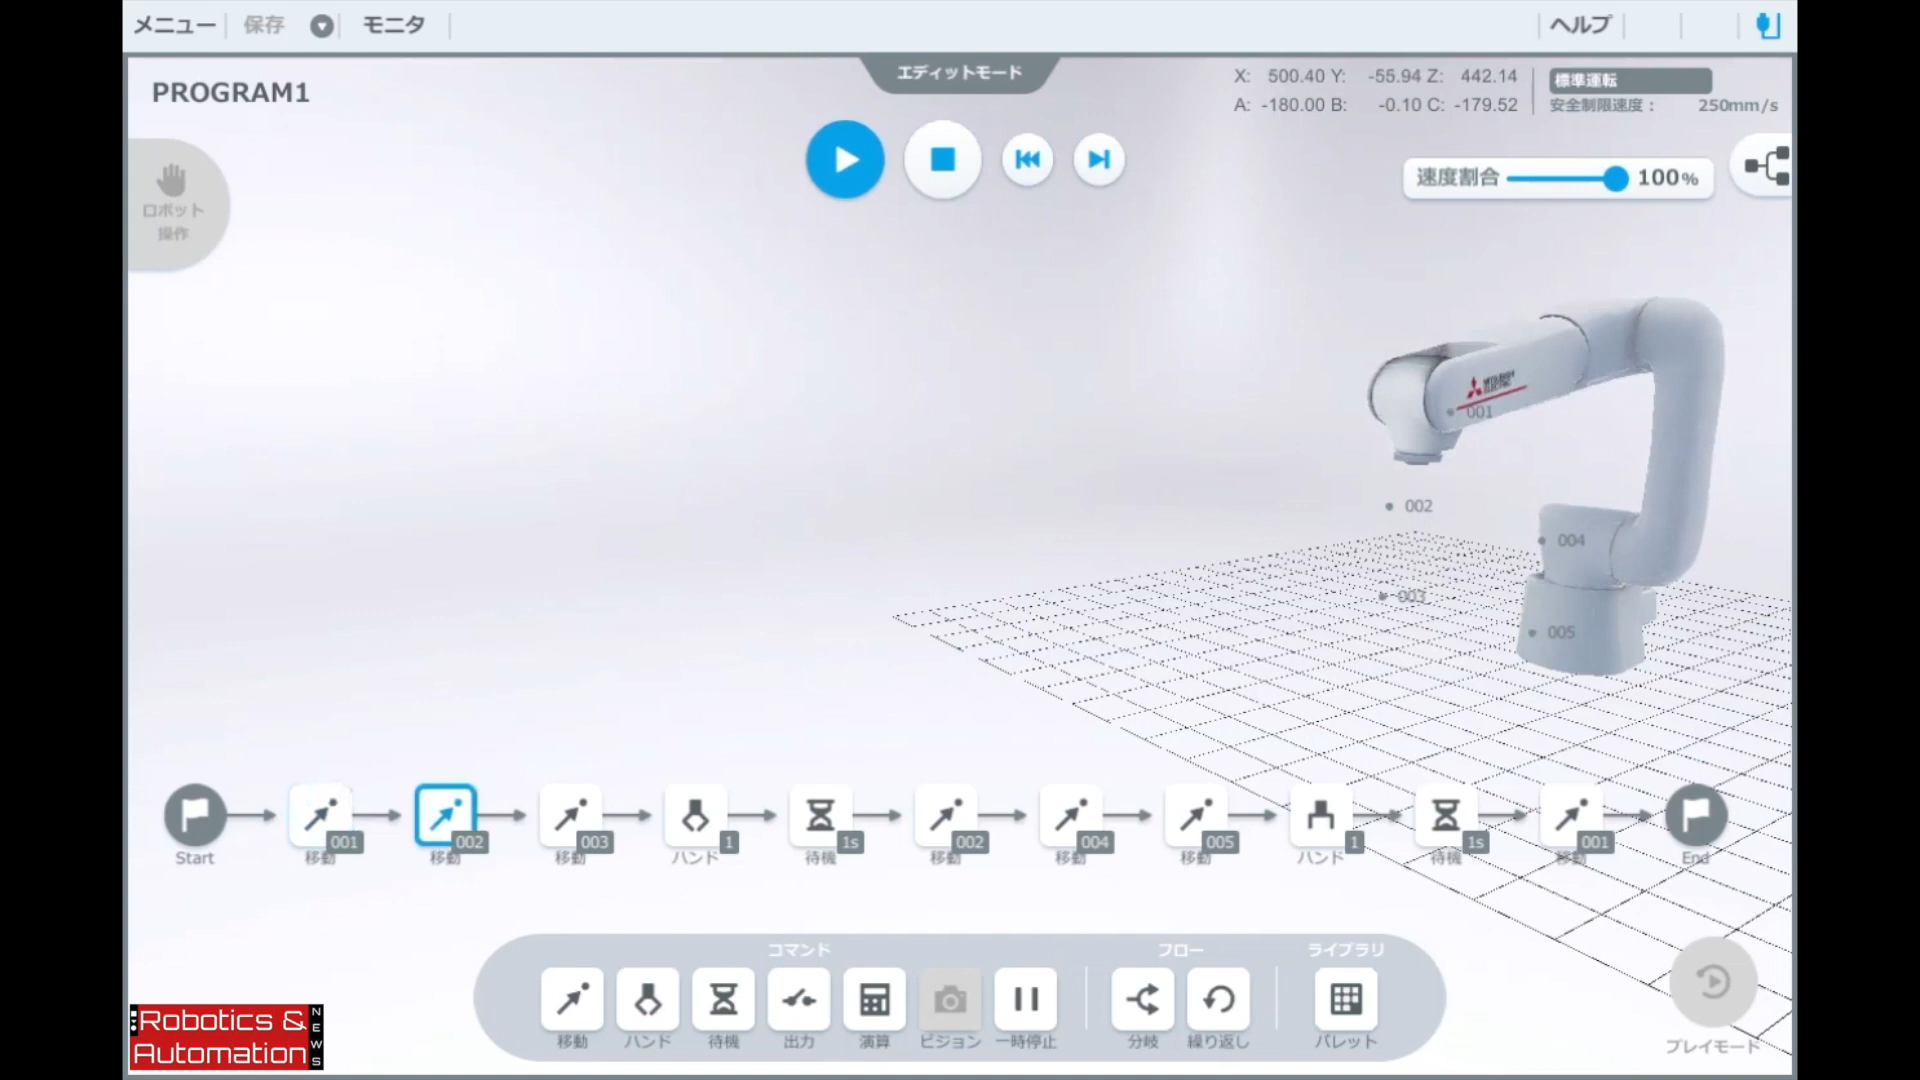 メニュー
保存
モニタ
ヘルプ
PROGRAM1
エディットモード
X: 500.40 Y: -55.94 Z: 442.14
A: -180.00 B: -0.10 C: -179.52
標準運転
安全制限速度： 250mm/s
ロボット
操作
速度割合 100%
MITSUBISHI
ELECTRIC
001
002
004
003
005
Start
001
移動
002
移動
003
移動
1
ハンド
1s
待機
002
移動
004
移動
005
移動
1
ハンド
1s
待機
001
移動
End
コマンド
フロー
ライブラリ
移動
ハンド
待機
出力
演算
ビジョン
一時停止
分岐
繰り返し
パレット
プレイモード
Robotics &
Automation
NEWS